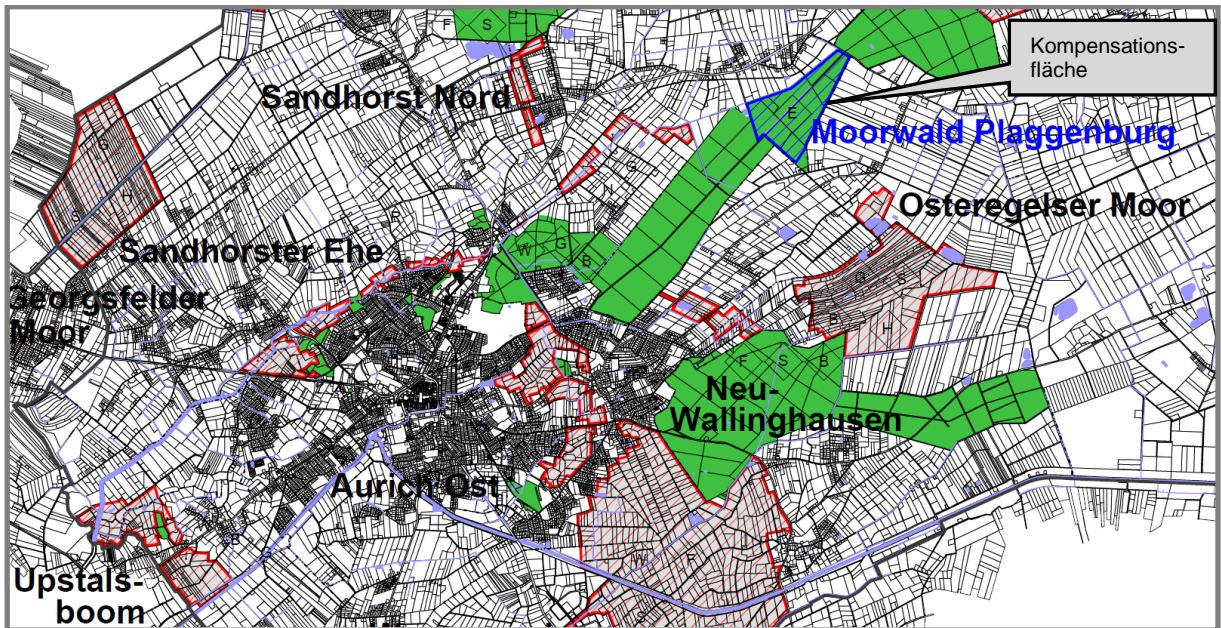 F S
Kompensations-
fläche
Sandhorst Nord
E
Moorwald Plaggenburg
G
S H
G
H
Osteregelser Moor
F
Sandhorster Ehe
W G B
Georgsfelder
Moor
F
G S
B H
F S B
Neu-
Wallinghausen
Aurich Ost
B G
W F
S
Upstals-
boom